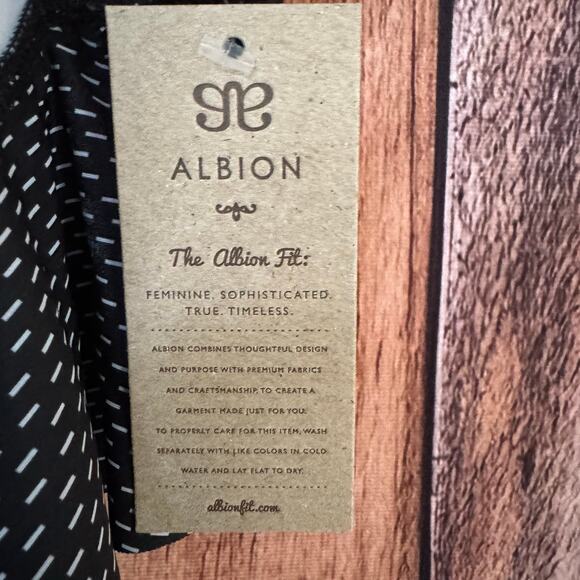 ALBION
The Albion Fit:
FEMININE. SOPHISTICATED.
TRUE. TIMELESS.
ALBION COMBINES THOUGHTFUL DESIGN
AND PURPOSE WITH PREMIUM FABRICS
AND CRAFTSMANSHIP, TO CREATE A
GARMENT MADE JUST FOR YOU.
TO PROPERLY CARE FOR THIS ITEM, WASH
SEPARATELY WITH LIKE COLORS IN COLD
WATER AND LAY FLAT TO DRY.
albionfit.com